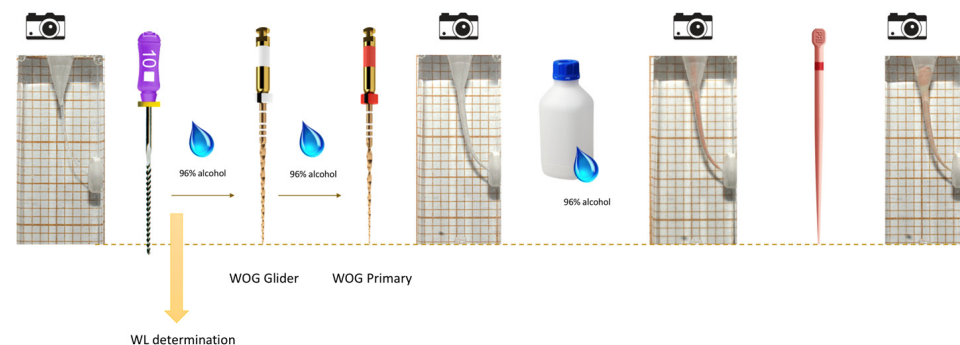 10
96% alcohol
96% alcohol
96% alcohol
WOG Glider
WOG Primary
WL determination